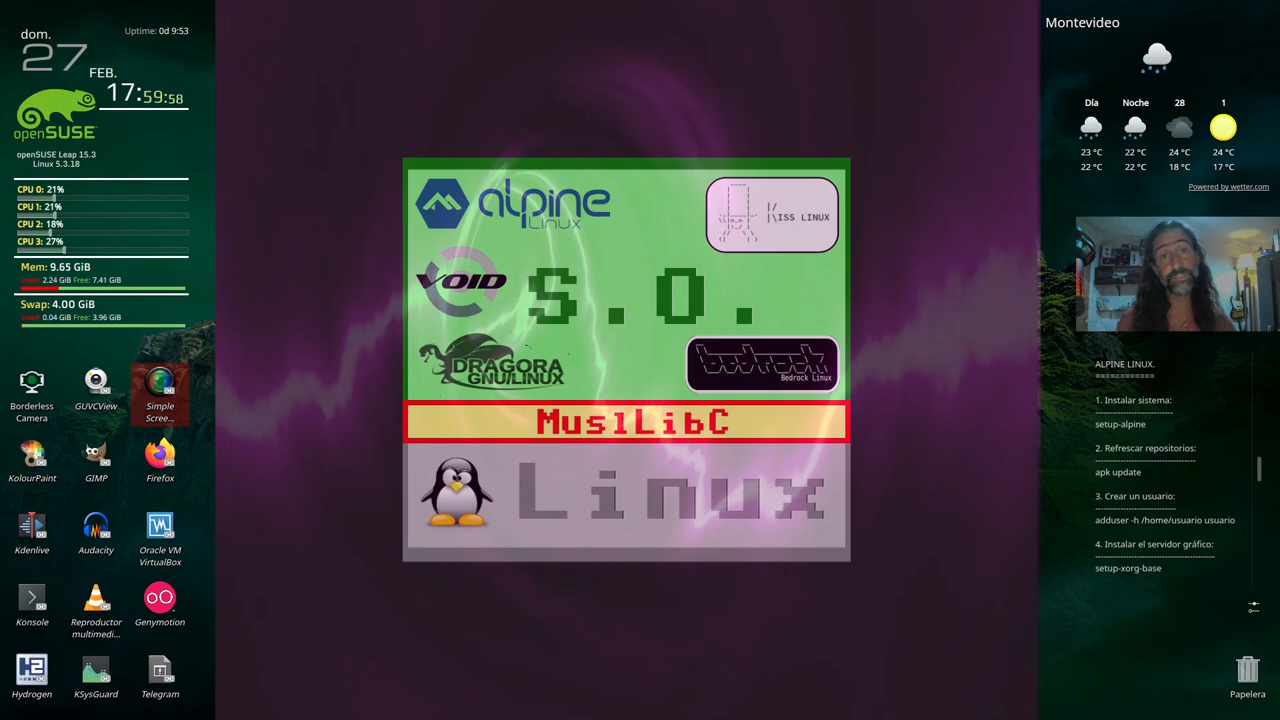 dom.
Uptime: 0d 9:53
27
FEB.
17:59:58
openSUSE
openSUSE Leap 15.3
Linux 5.3.18
CPU 0: 21%
CPU 1: 21%
CPU 2: 18%
CPU 3: 27%
Mem: 9.65 GiB
Used: 2.24 GiB Free: 7.41 GiB
Swap: 4.00 GiB
Used: 0.04 GiB Free: 3.96 GiB
Borderless
Camera
GUVCView
Simple
Scree...
KolourPaint
GIMP
Firefox
Kdenlive
Audacity
Oracle VM
VirtualBox
Konsole
Reproductor
multimedi...
Genymotion
Hydrogen
KSysGuard
Telegram
alpine
Linux
|/
|\ISS LINUX
VOID
S.O.
DRAGORA
GNU/LINUX
bedrock
Bedrock Linux
MuslLibC
Linux
Montevideo
Día Noche 28 1
23 °C 22 °C 24 °C 24 °C
22 °C 22 °C 18 °C 17 °C
Powered by wetter.com
ALPINE LINUX.
============
1. Instalar sistema:
--------------------------
setup-alpine
2. Refrescar repositorios:
---------------------------------
apk update
3. Crear un usuario:
---------------------------
adduser -h /home/usuario usuario
4. Instalar el servidor gráfico:
----------------------------------------
setup-xorg-base
Papelera